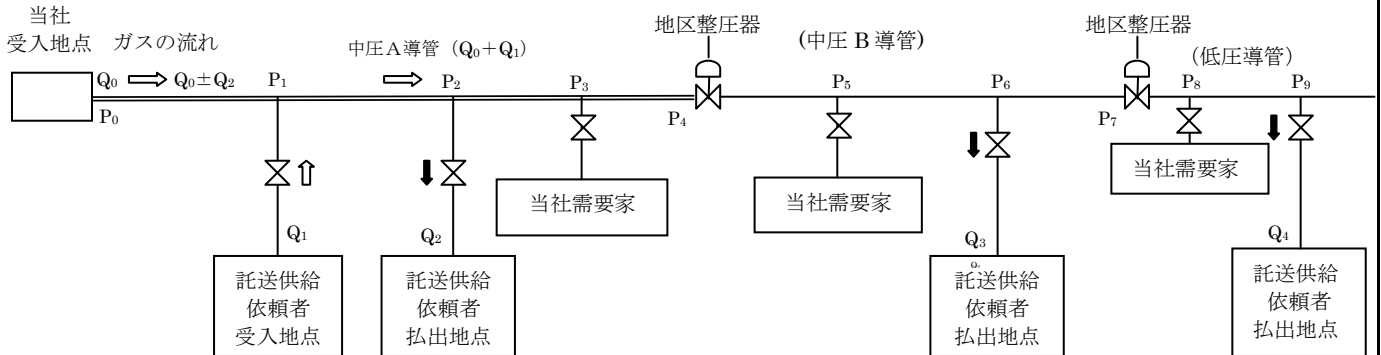 当社
受入地点
ガスの流れ
中圧A導管（Q₀＋Q₁）
地区整圧器
(中圧 B 導管)
地区整圧器
（低圧導管）
Q₀
Q₀±Q₂
P₁
P₂
P₃
P₅
P₆
P₈
P₉
P₀
P₄
P₇
当社需要家
当社需要家
当社需要家
Q₁
Q₂
Q₃
Q₄
託送供給
依頼者
受入地点
託送供給
依頼者
払出地点
託送供給
依頼者
払出地点
託送供給
依頼者
払出地点